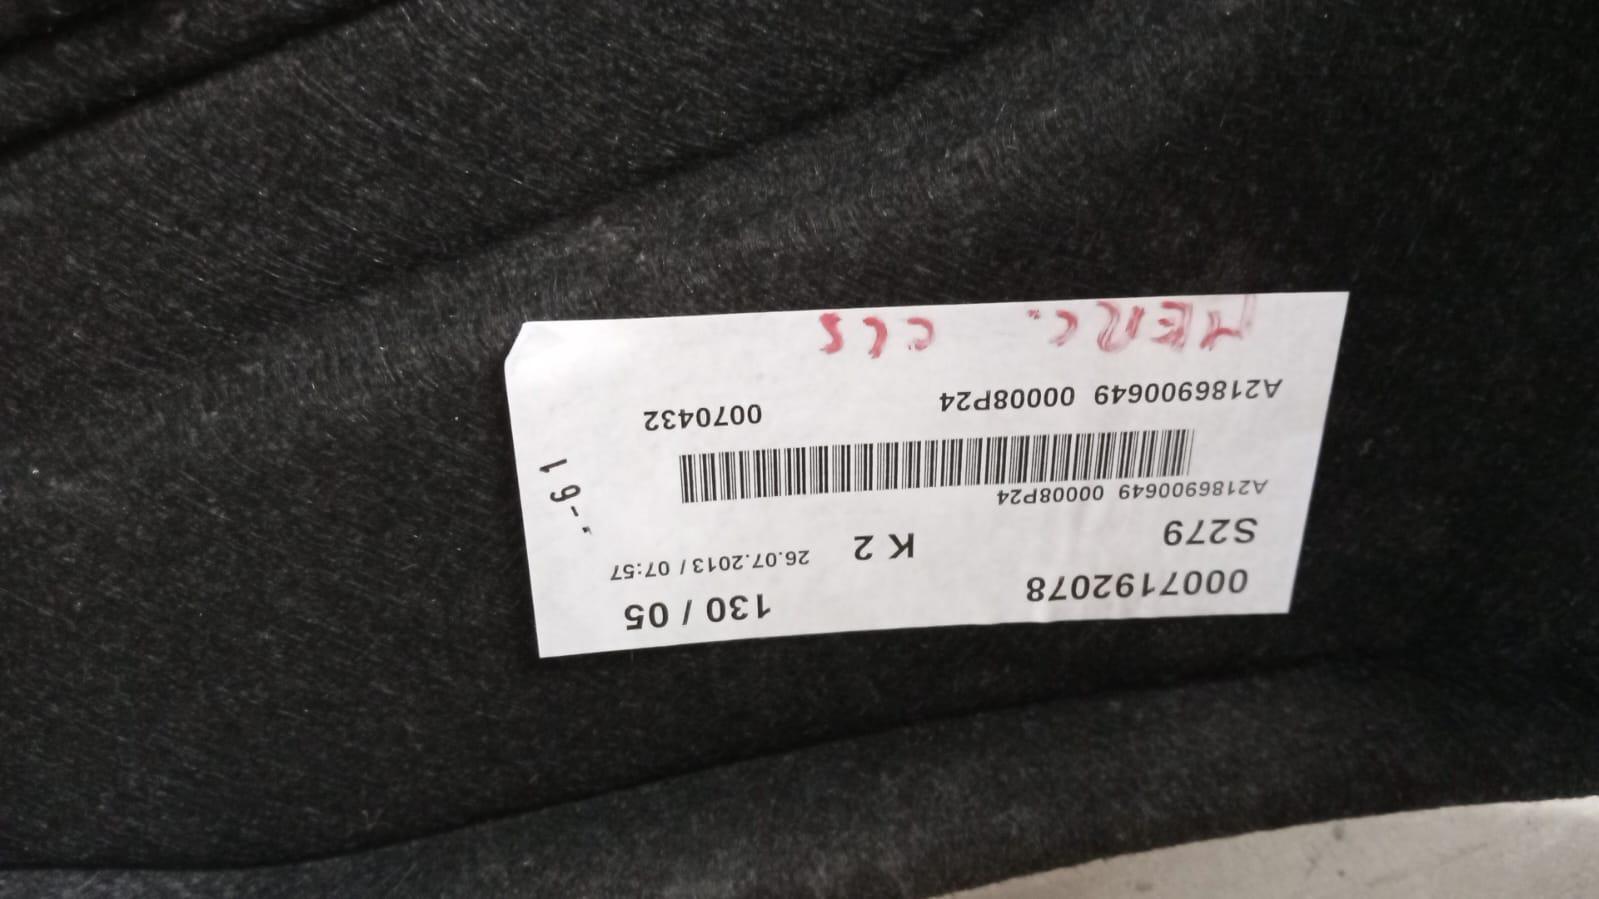 0007192078 130 / 05
S279 K 2 26.07.2013 / 07:57
A2186900649 00008P24
A2186900649 00008P24 0070432
MERC. CLS